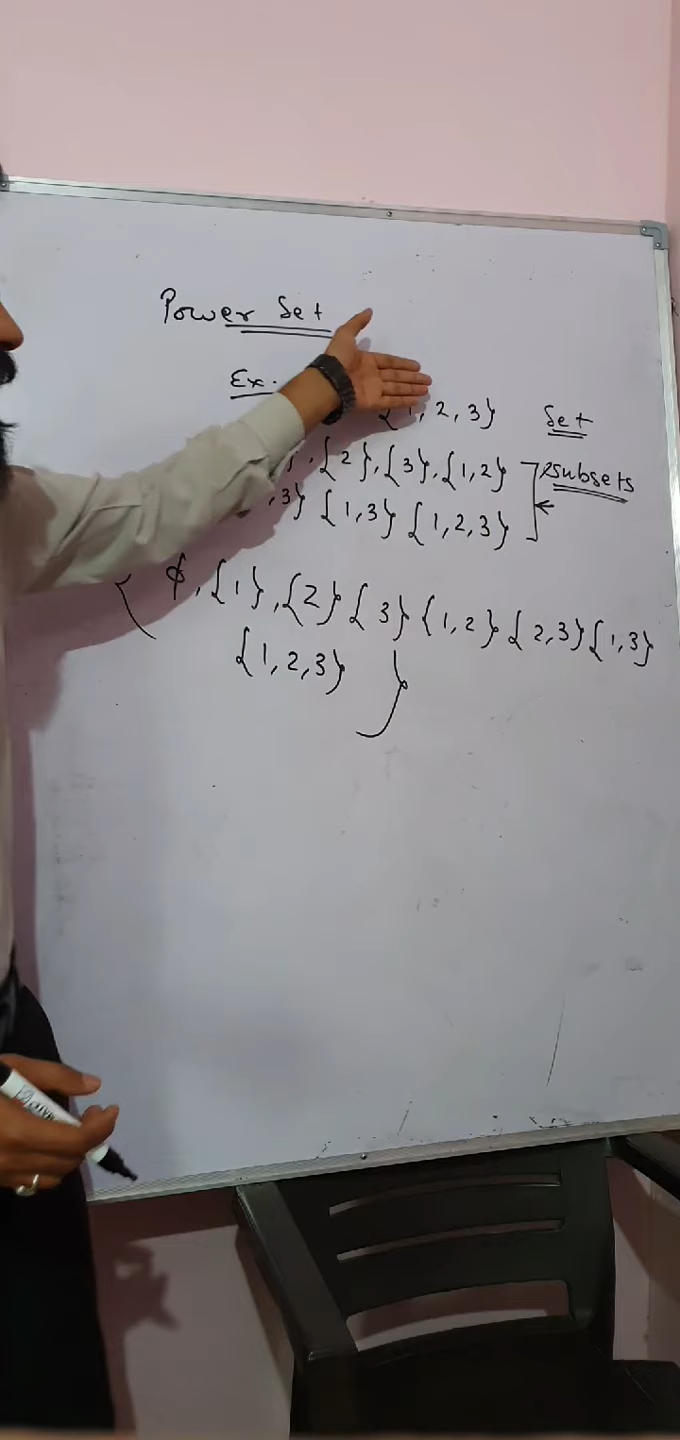 Power Set
Ex.
{1, 2, 3} Set
}, {2}, {3}, {1,2} subsets
,3} {1,3} {1,2,3}
{ φ, {1}, {2} {3} {1,2} {2,3} {1,3}
{1,2,3} }